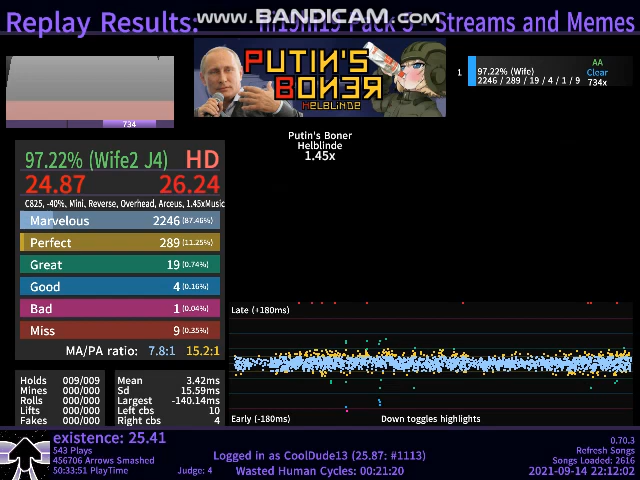 www.BANDICAM.com
Replay Results: Pack 5 - Streams and Memes
PUTIN'S
BONER
HELBLINDE
734
1 97.22% (Wife) AA
Clear
2246 / 289 / 19 / 4 / 1 / 9 734x
Putin's Boner
Helblinde
1.45x
97.22% (Wife2 J4) HD
24.87 26.24
C825, -40%, Mini, Reverse, Overhead, Arceus, 1.45xMusic
Marvelous 2246 (87.46%)
Perfect 289 (11.25%)
Great 19 (0.74%)
Good 4 (0.16%)
Bad 1 (0.04%)
Miss 9 (0.35%)
MA/PA ratio: 7.8:1 15.2:1
Late (+180ms)
Early (-180ms) Down toggles highlights
Holds 009/009
Mines 000/000
Rolls 000/000
Lifts 000/000
Fakes 000/000
Mean 3.42ms
Sd 15.59ms
Largest -140.14ms
Left cbs 10
Right cbs 4
existence: 25.41
543 Plays
456706 Arrows Smashed
50:33:51 PlayTime
Judge: 4
Logged in as CoolDude13 (25.87: #1113)
Wasted Human Cycles: 00:21:20
0.70.3
Refresh Songs
Songs Loaded: 2616
2021-09-14 22:12:02